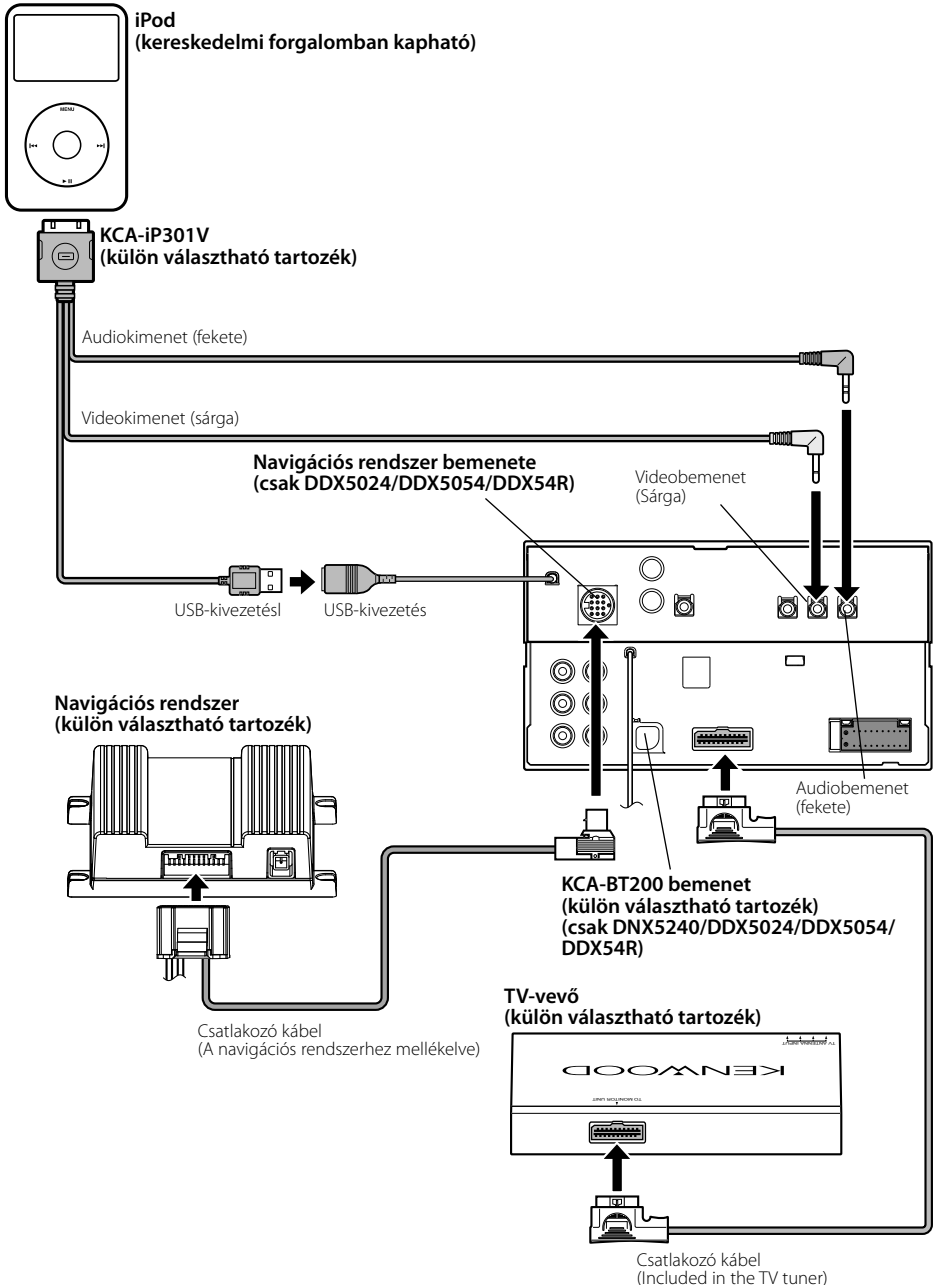 iPod
(kereskedelmi forgalomban kapható)
MENU
KCA-iP301V
(külön választható tartozék)
Audiokimenet (fekete)
Videokimenet (sárga)
Navigációs rendszer bemenete
(csak DDX5024/DDX5054/DDX54R)
Videobemenet
(Sárga)
USB-kivezetésl
USB-kivezetés
Navigációs rendszer
(külön választható tartozék)
Audiobemenet
(fekete)
KCA-BT200 bemenet
(külön választható tartozék)
(csak DNX5240/DDX5024/DDX5054/
DDX54R)
Csatlakozó kábel
(A navigációs rendszerhez mellékelve)
TV-vevő
(külön választható tartozék)
TV ANTENNA INPUT
KENWOOD
TO MONITOR UNIT
Csatlakozó kábel
(Included in the TV tuner)